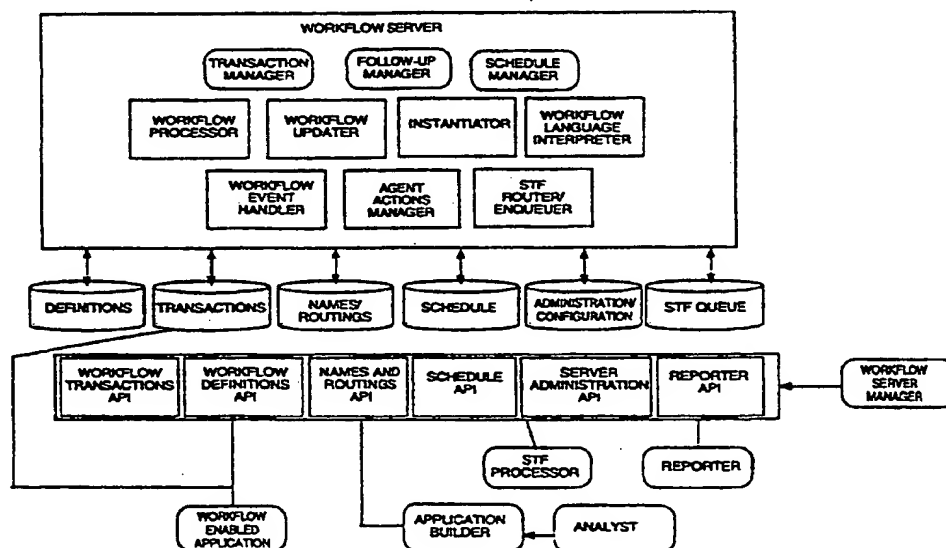 WORKFLOW SERVER
TRANSACTION
MANAGER
FOLLOW-UP
MANAGER
SCHEDULE
MANAGER
WORKFLOW
PROCESSOR
WORKFLOW
UPDATER
INSTANTIATOR
WORKFLOW
LANGUAGE
INTERPRETER
WORKFLOW
EVENT
HANDLER
AGENT
ACTIONS
MANAGER
STF
ROUTER/
ENQUEUER
DEFINITIONS
TRANSACTIONS
NAMES/
ROUTINGS
SCHEDULE
ADMINISTRATION/
CONFIGURATION
STF QUEUE
WORKFLOW
TRANSACTIONS
API
WORKFLOW
DEFINITIONS
API
NAMES AND
ROUTINGS
API
SCHEDULE
API
SERVER
ADMINISTRATION
API
REPORTER
API
WORKFLOW
SERVER
MANAGER
STF
PROCESSOR
REPORTER
WORKFLOW
ENABLED
APPLICATION
APPLICATION
BUILDER
ANALYST